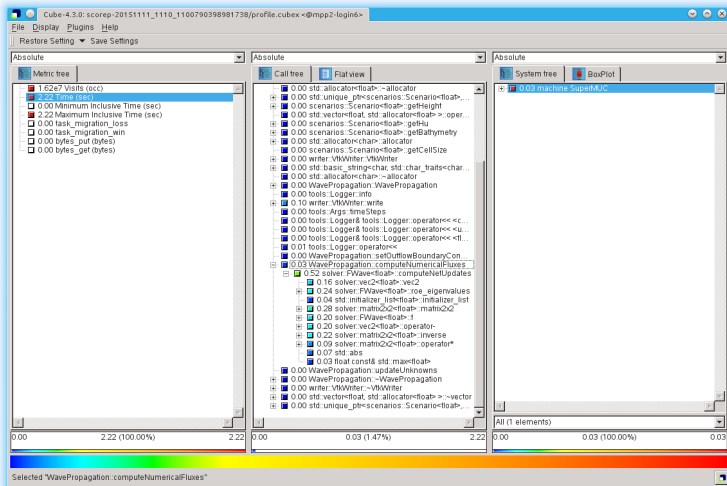 Cube-4.3.0: scorep-20151111_1110_1100790398981738/profile.cubex <@mpp2-login6>
File Display Plugins Help
Restore Setting Save Settings
Absolute
Metric tree
1.62e7 Visits (occ)
2.22 Time (sec)
0.00 Minimum Inclusive Time (sec)
2.22 Maximum Inclusive Time (sec)
0.00 task_migration_loss
0.00 task_migration_win
0.00 bytes_put (bytes)
0.00 bytes_get (bytes)
0.00 2.22 (100.00%) 2.22
Absolute
Call tree Flat view
0.00 std::allocator<float>::~allocator
0.00 std::unique_ptr<scenarios::Scenario<float>,...
0.00 scenarios::Scenario<float>::getHeight
0.00 std::vector<float, std::allocator<float> >::oper...
0.00 scenarios::Scenario<float>::getHu
0.00 scenarios::Scenario<float>::getBathymetry
0.00 std::allocator<char>::allocator
0.00 scenarios::Scenario<float>::getCellSize
0.00 writer::VtkWriter::VtkWriter
0.00 std::basic_string<char, std::char_traits<char...
0.00 std::allocator<char>::~allocator
0.00 WavePropagation::WavePropagation
0.00 tools::Logger::info
0.10 writer::VtkWriter::write
0.00 tools::Args::timeSteps
0.00 tools::Logger& tools::Logger::operator<< <c...
0.00 tools::Logger& tools::Logger::operator<< <u...
0.00 tools::Logger& tools::Logger::operator<< <fl...
0.01 tools::Logger::operator<<
0.00 WavePropagation::setOutflowBoundaryCon...
0.03 WavePropagation::computeNumericalFluxes
0.52 solver::FWave<float>::computeNetUpdates
0.16 solver::vec2<float>::vec2
0.24 solver::FWave<float>::roe_eigenvalues
0.04 std::initializer_list<float>::initializer_list
0.28 solver::matrix2x2<float>::matrix2x2
0.20 solver::FWave<float>::f
0.20 solver::vec2<float>::operator-
0.22 solver::matrix2x2<float>::inverse
0.09 solver::matrix2x2<float>::operator*
0.07 std::abs
0.03 float const& std::max<float>
0.00 WavePropagation::updateUnknowns
0.00 WavePropagation::~WavePropagation
0.00 writer::VtkWriter::~VtkWriter
0.00 std::vector<float, std::allocator<float> >::~vector
0.00 std::unique_ptr<scenarios::Scenario<float>,...
0.00 0.03 (1.47%) 2.22
Absolute
System tree BoxPlot
0.03 machine SuperMUC
All (1 elements)
0.00 0.03 (100.00%) 0.03
Selected "WavePropagation::computeNumericalFluxes"